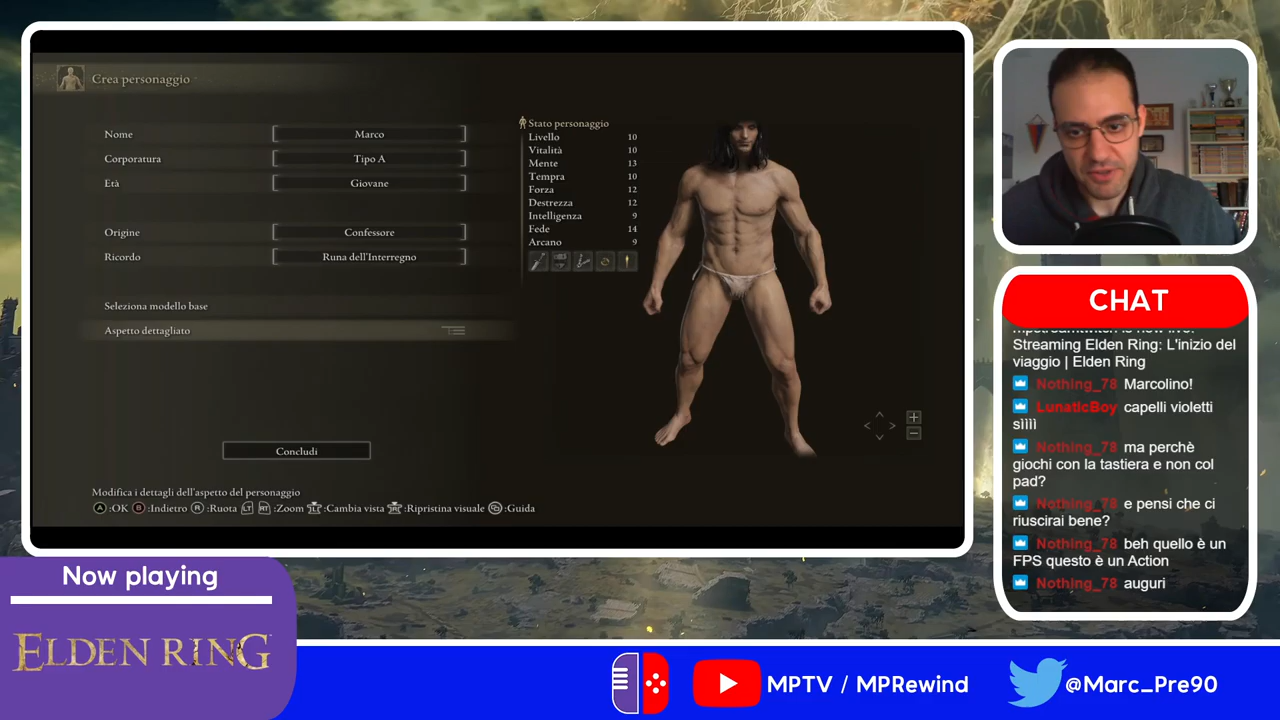 Crea personaggio
Nome
Marco
Corporatura
Tipo A
Età
Giovane
Origine
Confessore
Ricordo
Runa dell'Interregno
Seleziona modello base
Aspetto dettagliato
Concludi
Stato personaggio
Livello 10
Vitalità 10
Mente 13
Tempra 10
Forza 12
Destrezza 12
Intelligenza 9
Fede 14
Arcano 9
Modifica i dettagli dell'aspetto del personaggio
A :OK B :Indietro R :Ruota LT RT :Zoom :Cambia vista :Ripristina visuale :Guida
CHAT
Streaming Elden Ring: L'inizio del
viaggio | Elden Ring
Nothing_78 Marcolino!
LunaticBoy capelli violetti
sìììì
Nothing_78 ma perchè
giochi con la tastiera e non col
pad?
Nothing_78 e pensi che ci
riuscirai bene?
Nothing_78 beh quello è un
FPS questo è un Action
Nothing_78 auguri
Now playing
ELDEN RING
MPTV / MPRewind
@Marc_Pre90